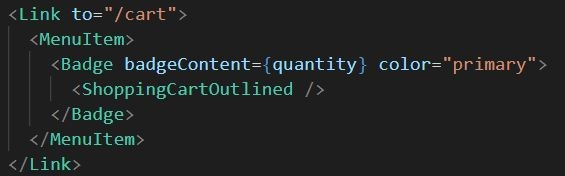 <Link to="/cart">
  <MenuItem>
    <Badge badgeContent={quantity} color="primary">
      <ShoppingCartOutlined />
    </Badge>
  </MenuItem>
</Link>